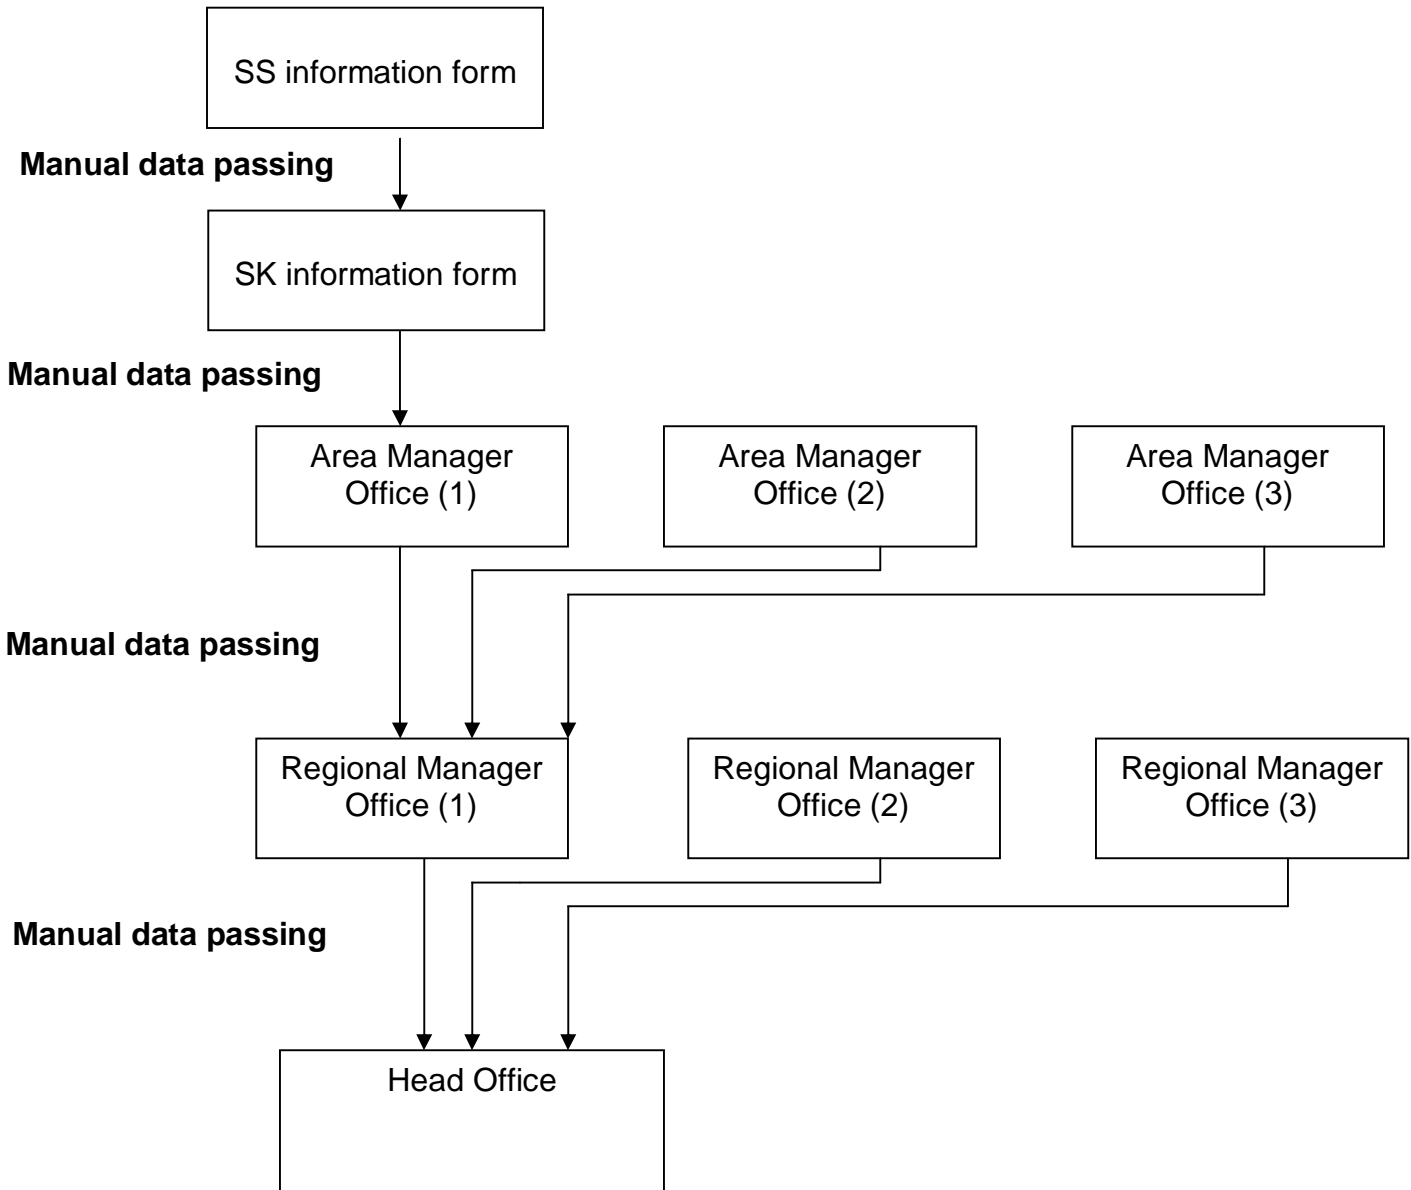 SS information form
Manual data passing
SK information form
Manual data passing
Area Manager
Office (1)
Area Manager
Office (2)
Area Manager
Office (3)
Manual data passing
Regional Manager
Office (1)
Regional Manager
Office (2)
Regional Manager
Office (3)
Manual data passing
Head Office